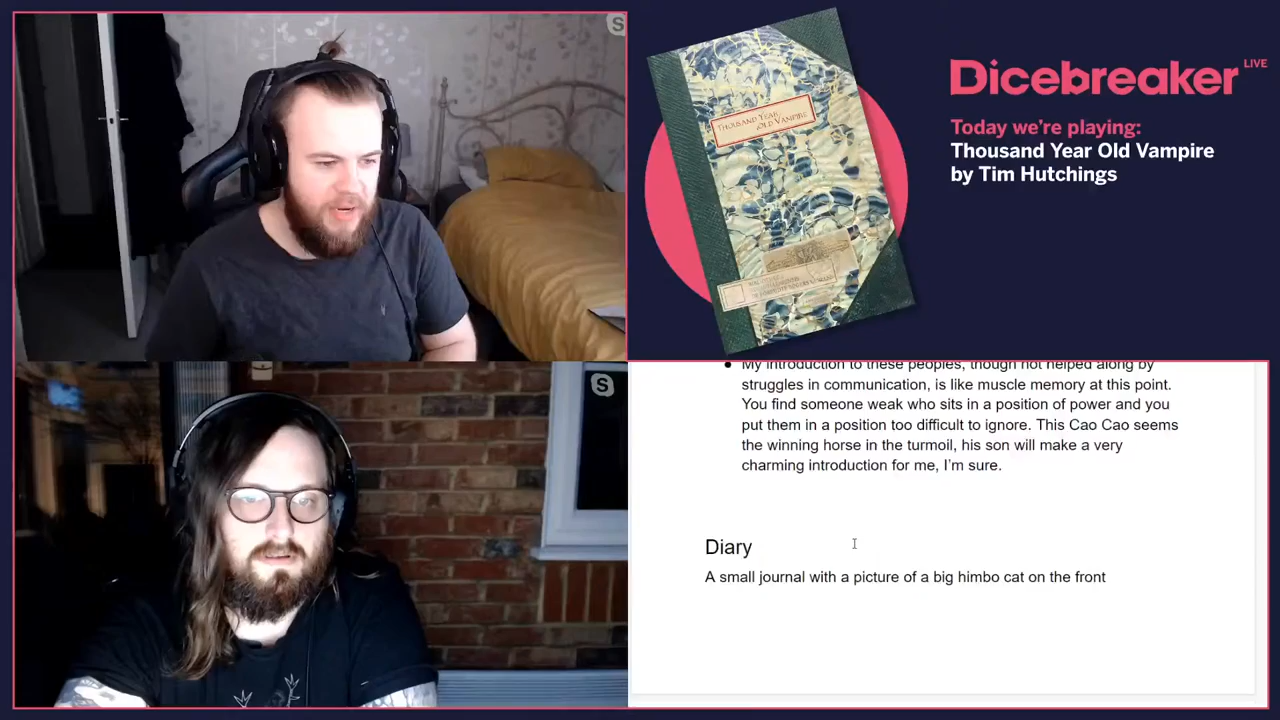 S
THOUSAND YEAR
OLD VAMPIRE
Dicebreaker LIVE
Today we're playing:
Thousand Year Old Vampire
by Tim Hutchings
S
My introduction to these peoples, though not helped along by
struggles in communication, is like muscle memory at this point.
You find someone weak who sits in a position of power and you
put them in a position too difficult to ignore. This Cao Cao seems
the winning horse in the turmoil, his son will make a very
charming introduction for me, I'm sure.
Diary
A small journal with a picture of a big himbo cat on the front